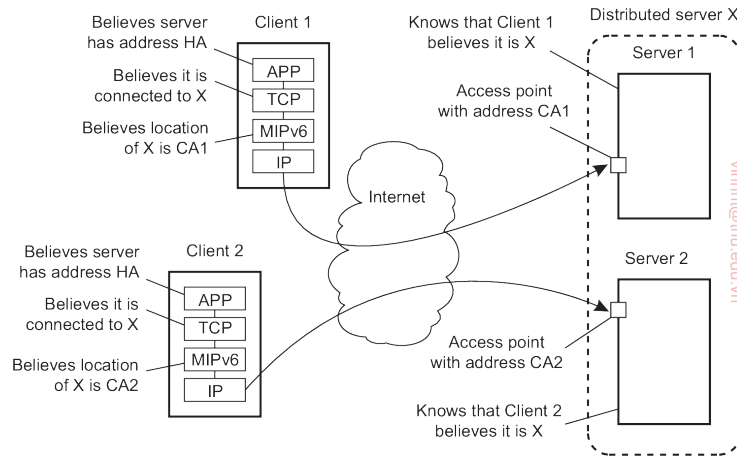 Believes server
has address HA
Client 1
Believes it is
connected to X
Believes location
of X is CA1
APP
TCP
MIPv6
IP
Knows that Client 1
believes it is X
Distributed server X
Server 1
Access point
with address CA1
Internet
Believes server
has address HA
Client 2
Believes it is
connected to X
Believes location
of X is CA2
APP
TCP
MIPv6
IP
Server 2
Access point
with address CA2
Knows that Client 2
believes it is X